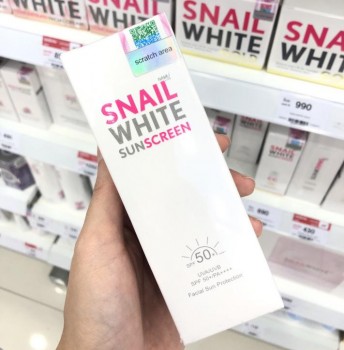 SNAIL
WHITE
SNAIL
WHITE
scratch area
SNAIL
WHITE
SUNSCREEN
990
SPF 50+
UVA/UVB
SPF 50+/PA++++
Facial Sun Protection
430